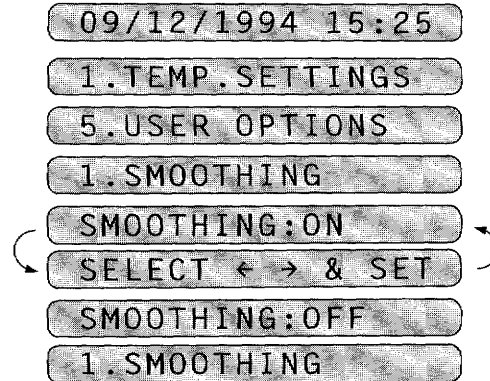 09/12/1994 15:25
1.TEMP.SETTINGS
5.USER OPTIONS
1.SMOOTHING
SMOOTHING:ON
SELECT ← → & SET
SMOOTHING:OFF
1.SMOOTHING